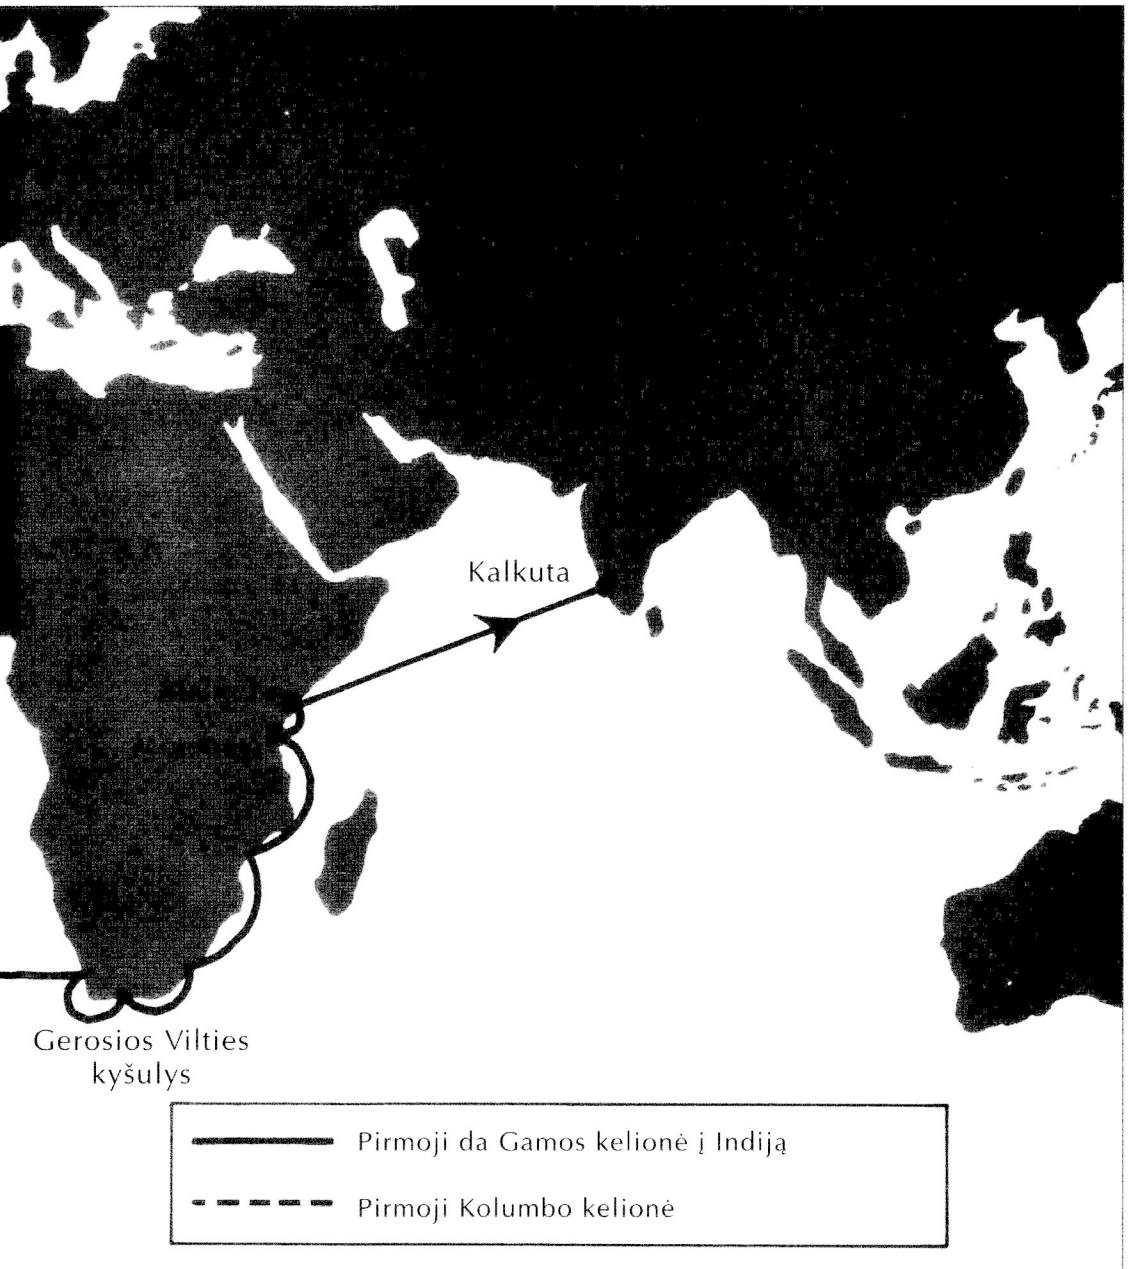 Kalkuta
Gerosios Vilties
kyšulys
Pirmoji da Gamos kelionė į Indiją
Pirmoji Kolumbo kelionė